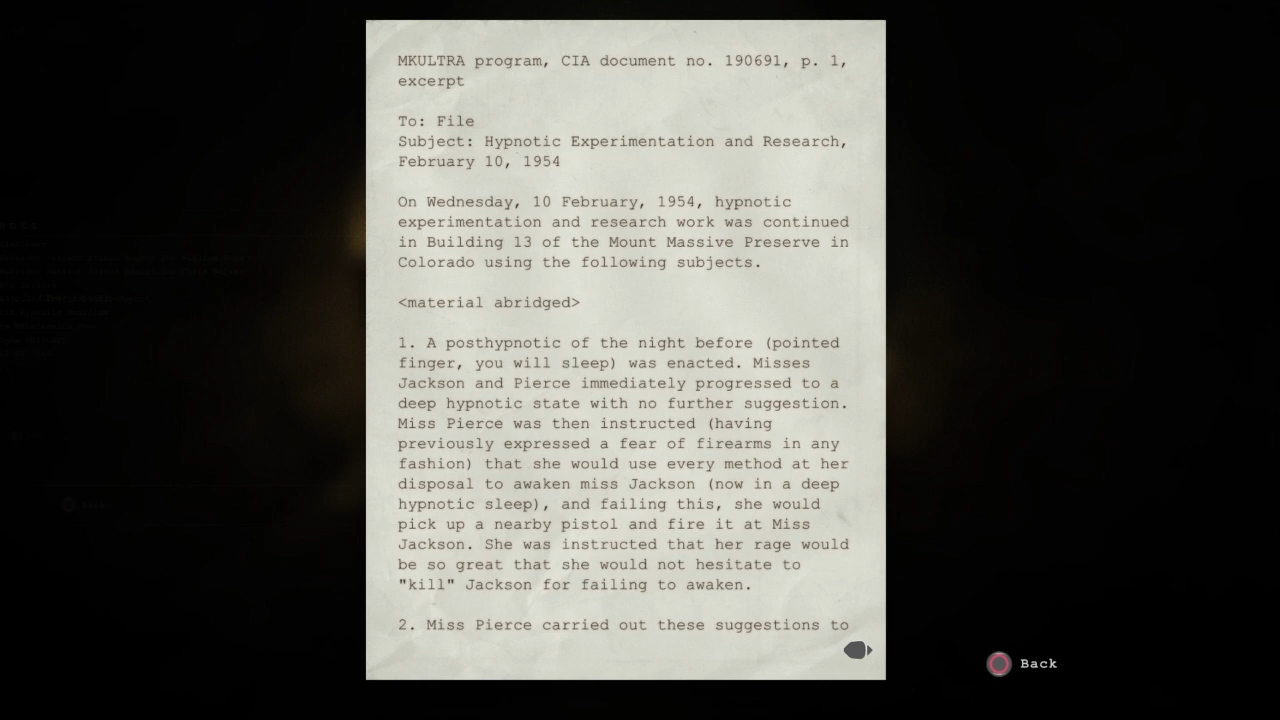 MKULTRA program, CIA document no. 190691, p. 1,
excerpt
To: File
Subject: Hypnotic Experimentation and Research,
February 10, 1954
On Wednesday, 10 February, 1954, hypnotic
experimentation and research work was continued
in Building 13 of the Mount Massive Preserve in
Colorado using the following subjects.
<material abridged>
1. A posthypnotic of the night before (pointed
finger, you will sleep) was enacted. Misses
Jackson and Pierce immediately progressed to a
deep hypnotic state with no further suggestion.
Miss Pierce was then instructed (having
previously expressed a fear of firearms in any
fashion) that she would use every method at her
disposal to awaken miss Jackson (now in a deep
hypnotic sleep), and failing this, she would
pick up a nearby pistol and fire it at Miss
Jackson. She was instructed that her rage would
be so great that she would not hesitate to
"kill" Jackson for failing to awaken.
2. Miss Pierce carried out these suggestions to
Back